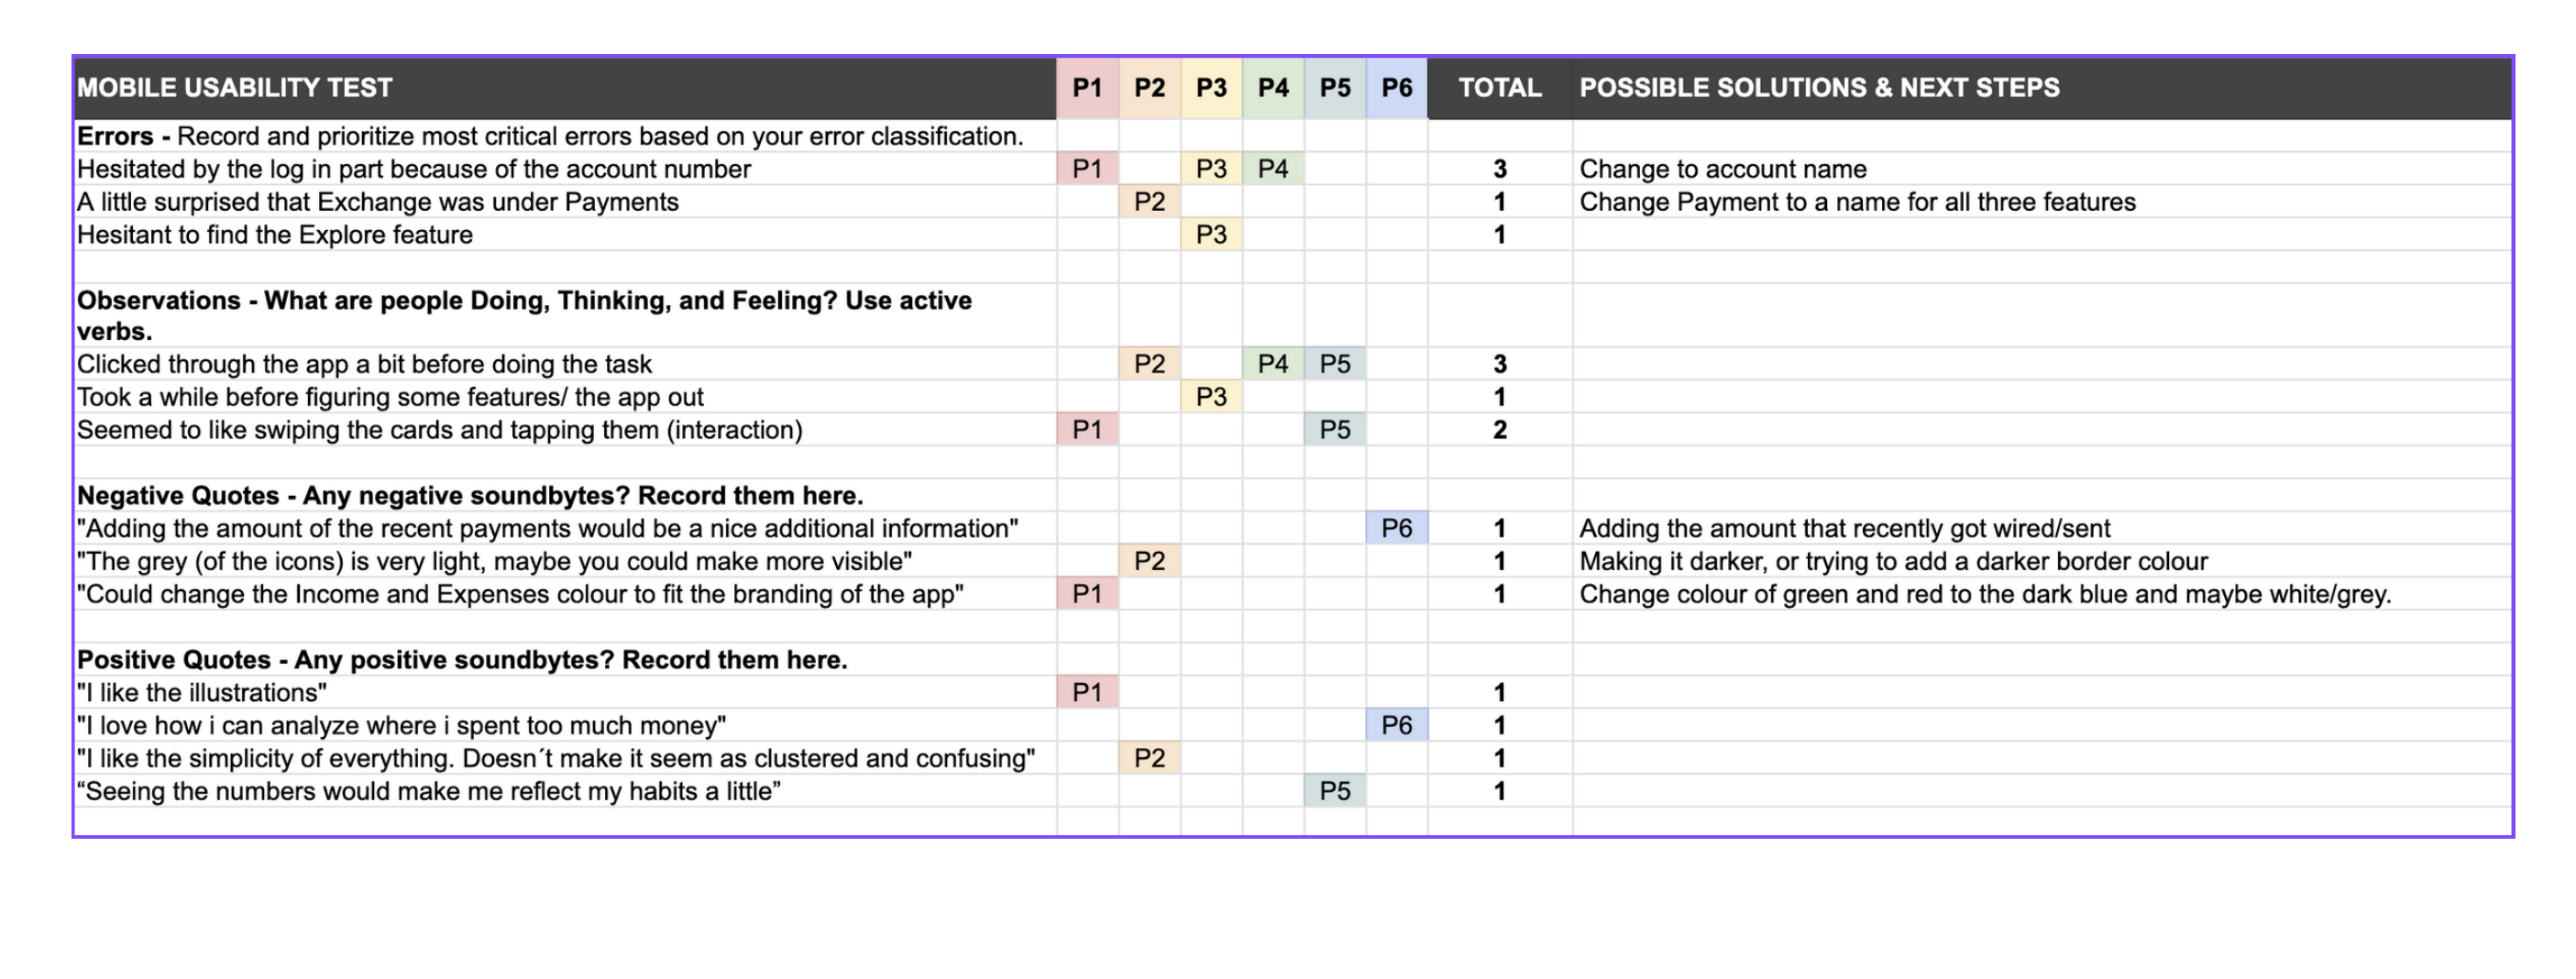 MOBILE USABILITY TEST P1 P2 P3 P4 P5 P6 TOTAL POSSIBLE SOLUTIONS & NEXT STEPS
Errors - Record and prioritize most critical errors based on your error classification.
Hesitated by the log in part because of the account number P1 P3 P4 3 Change to account name
A little surprised that Exchange was under Payments P2 1 Change Payment to a name for all three features
Hesitant to find the Explore feature P3 1
Observations - What are people Doing, Thinking, and Feeling? Use active
verbs.
Clicked through the app a bit before doing the task P2 P4 P5 3
Took a while before figuring some features/ the app out P3 1
Seemed to like swiping the cards and tapping them (interaction) P1 P5 2
Negative Quotes - Any negative soundbytes? Record them here.
"Adding the amount of the recent payments would be a nice additional information" P6 1 Adding the amount that recently got wired/sent
"The grey (of the icons) is very light, maybe you could make more visible" P2 1 Making it darker, or trying to add a darker border colour
"Could change the Income and Expenses colour to fit the branding of the app" P1 1 Change colour of green and red to the dark blue and maybe white/grey.
Positive Quotes - Any positive soundbytes? Record them here.
"I like the illustrations" P1 1
"I love how i can analyze where i spent too much money" P6 1
"I like the simplicity of everything. Doesn´t make it seem as clustered and confusing" P2 1
“Seeing the numbers would make me reflect my habits a little” P5 1